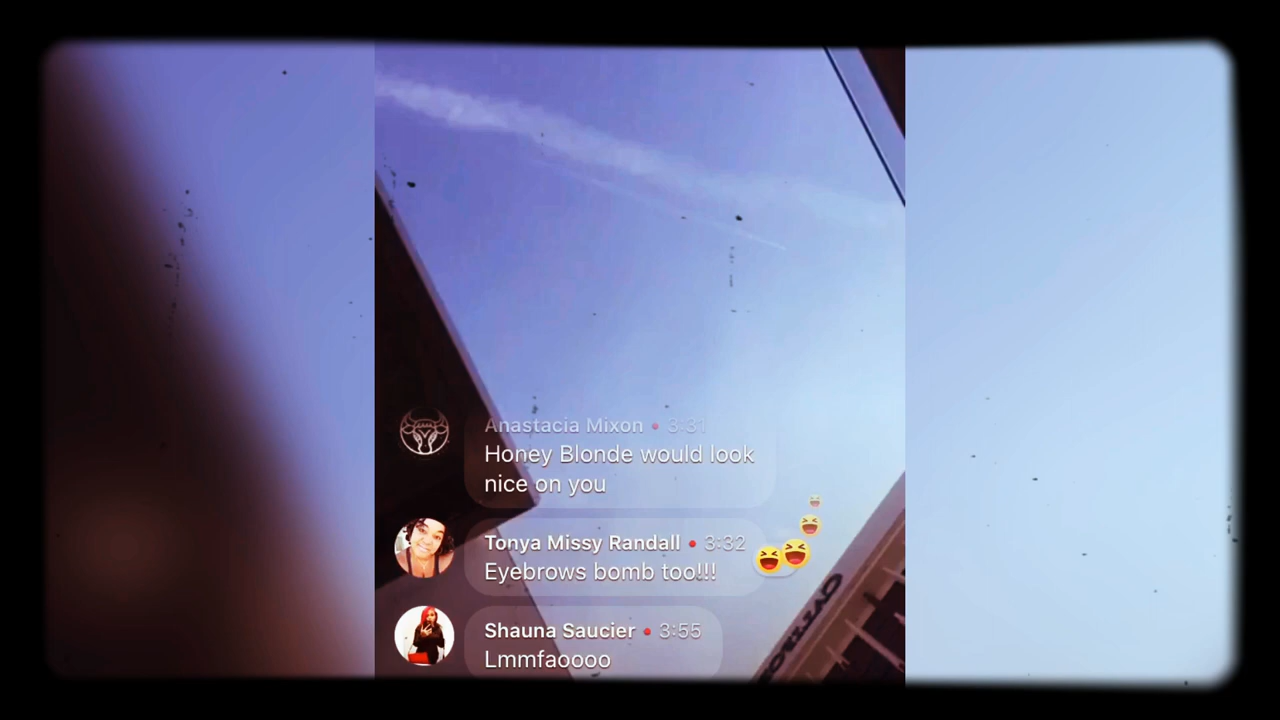 Anastacia Mixon • 3:31
Honey Blonde would look
nice on you
Tonya Missy Randall • 3:32
Eyebrows bomb too!!!
Shauna Saucier • 3:55
Lmmfaoooo